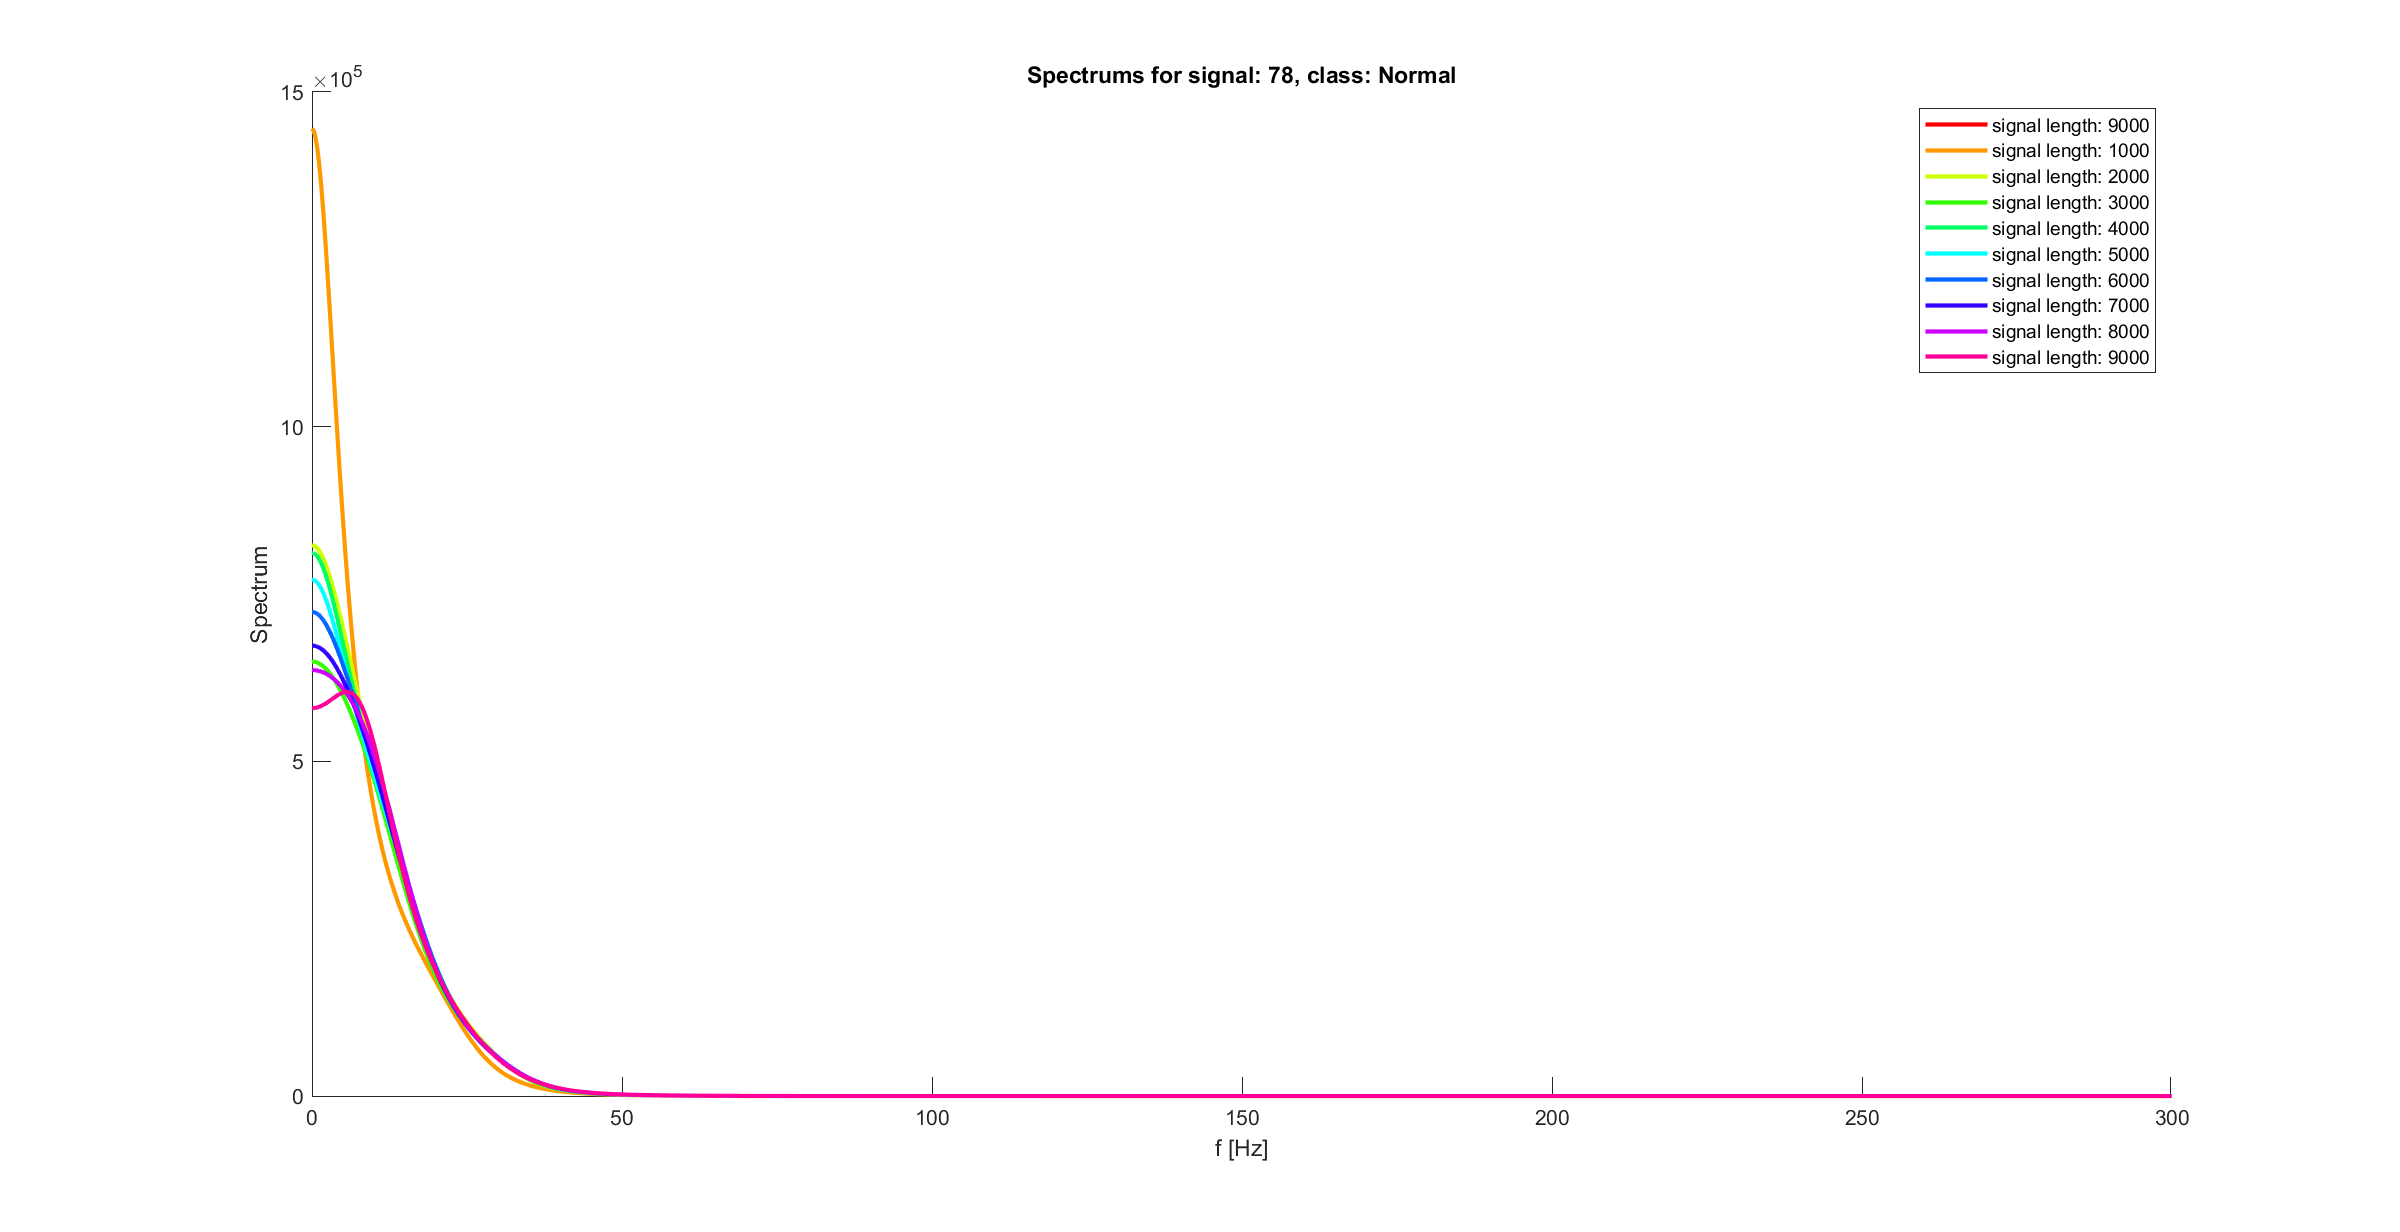 Spectrums for signal: 78, class: Normal
×10^5
15
10
5
0
Spectrum
0 50 100 150 200 250 300
f [Hz]
signal length: 9000
signal length: 1000
signal length: 2000
signal length: 3000
signal length: 4000
signal length: 5000
signal length: 6000
signal length: 7000
signal length: 8000
signal length: 9000